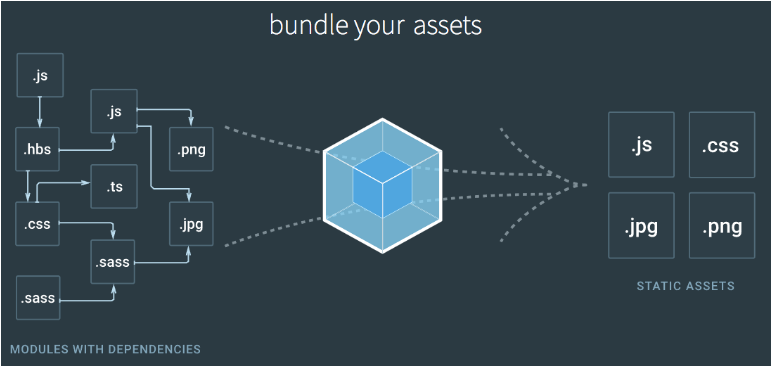 bundle your assets
.js
.js
.hbs
.png
.ts
.css
.jpg
.sass
.sass
MODULES WITH DEPENDENCIES
.js
.css
.jpg
.png
STATIC ASSETS